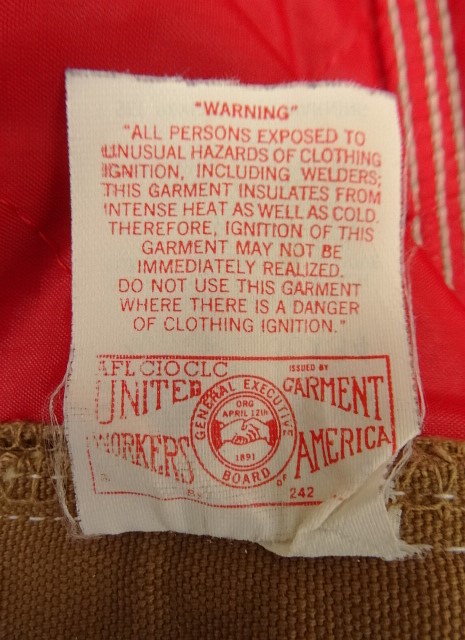 "WARNING"
"ALL PERSONS EXPOSED TO
UNUSUAL HAZARDS OF CLOTHING
IGNITION, INCLUDING WELDERS;
THIS GARMENT INSULATES FROM
INTENSE HEAT AS WELL AS COLD.
THEREFORE, IGNITION OF THIS
GARMENT MAY NOT BE
IMMEDIATELY REALIZED.
DO NOT USE THIS GARMENT
WHERE THERE IS A DANGER
OF CLOTHING IGNITION."
AFL CIO CLC
ISSUED BY
UNITED GARMENT
WORKERS OF AMERICA
GENERAL EXECUTIVE
BOARD
ORG
APRIL 12th
1891
242